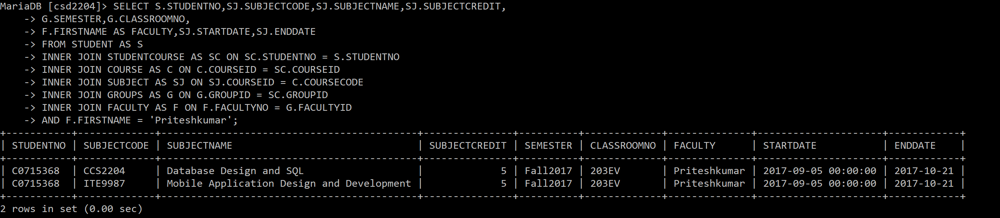 MariaDB [csd2204]> SELECT S.STUDENTNO,SJ.SUBJECTCODE,SJ.SUBJECTNAME,SJ.SUBJECTCREDIT,
    -> G.SEMESTER,G.CLASSROOMNO,
    -> F.FIRSTNAME AS FACULTY,SJ.STARTDATE,SJ.ENDDATE
    -> FROM STUDENT AS S
    -> INNER JOIN STUDENTCOURSE AS SC ON SC.STUDENTNO = S.STUDENTNO
    -> INNER JOIN COURSE AS C ON C.COURSEID = SC.COURSEID
    -> INNER JOIN SUBJECT AS SJ ON SJ.COURSEID = C.COURSECODE
    -> INNER JOIN GROUPS AS G ON G.GROUPID = SC.GROUPID
    -> INNER JOIN FACULTY AS F ON F.FACULTYNO = G.FACULTYID
    -> AND F.FIRSTNAME = 'Priteshkumar';
+-----------+-------------+-------------------------------------------+---------------+----------+-------------+--------------+---------------------+------------+
| STUDENTNO | SUBJECTCODE | SUBJECTNAME                               | SUBJECTCREDIT | SEMESTER | CLASSROOMNO | FACULTY      | STARTDATE           | ENDDATE    |
+-----------+-------------+-------------------------------------------+---------------+----------+-------------+--------------+---------------------+------------+
| C0715368  | CCS2204     | Database Design and SQL                   |             5 | Fall2017 | 203EV       | Priteshkumar | 2017-09-05 00:00:00 | 2017-10-21 |
| C0715368  | ITE9987     | Mobile Application Design and Development |             5 | Fall2017 | 203EV       | Priteshkumar | 2017-09-05 00:00:00 | 2017-10-21 |
+-----------+-------------+-------------------------------------------+---------------+----------+-------------+--------------+---------------------+------------+
2 rows in set (0.00 sec)